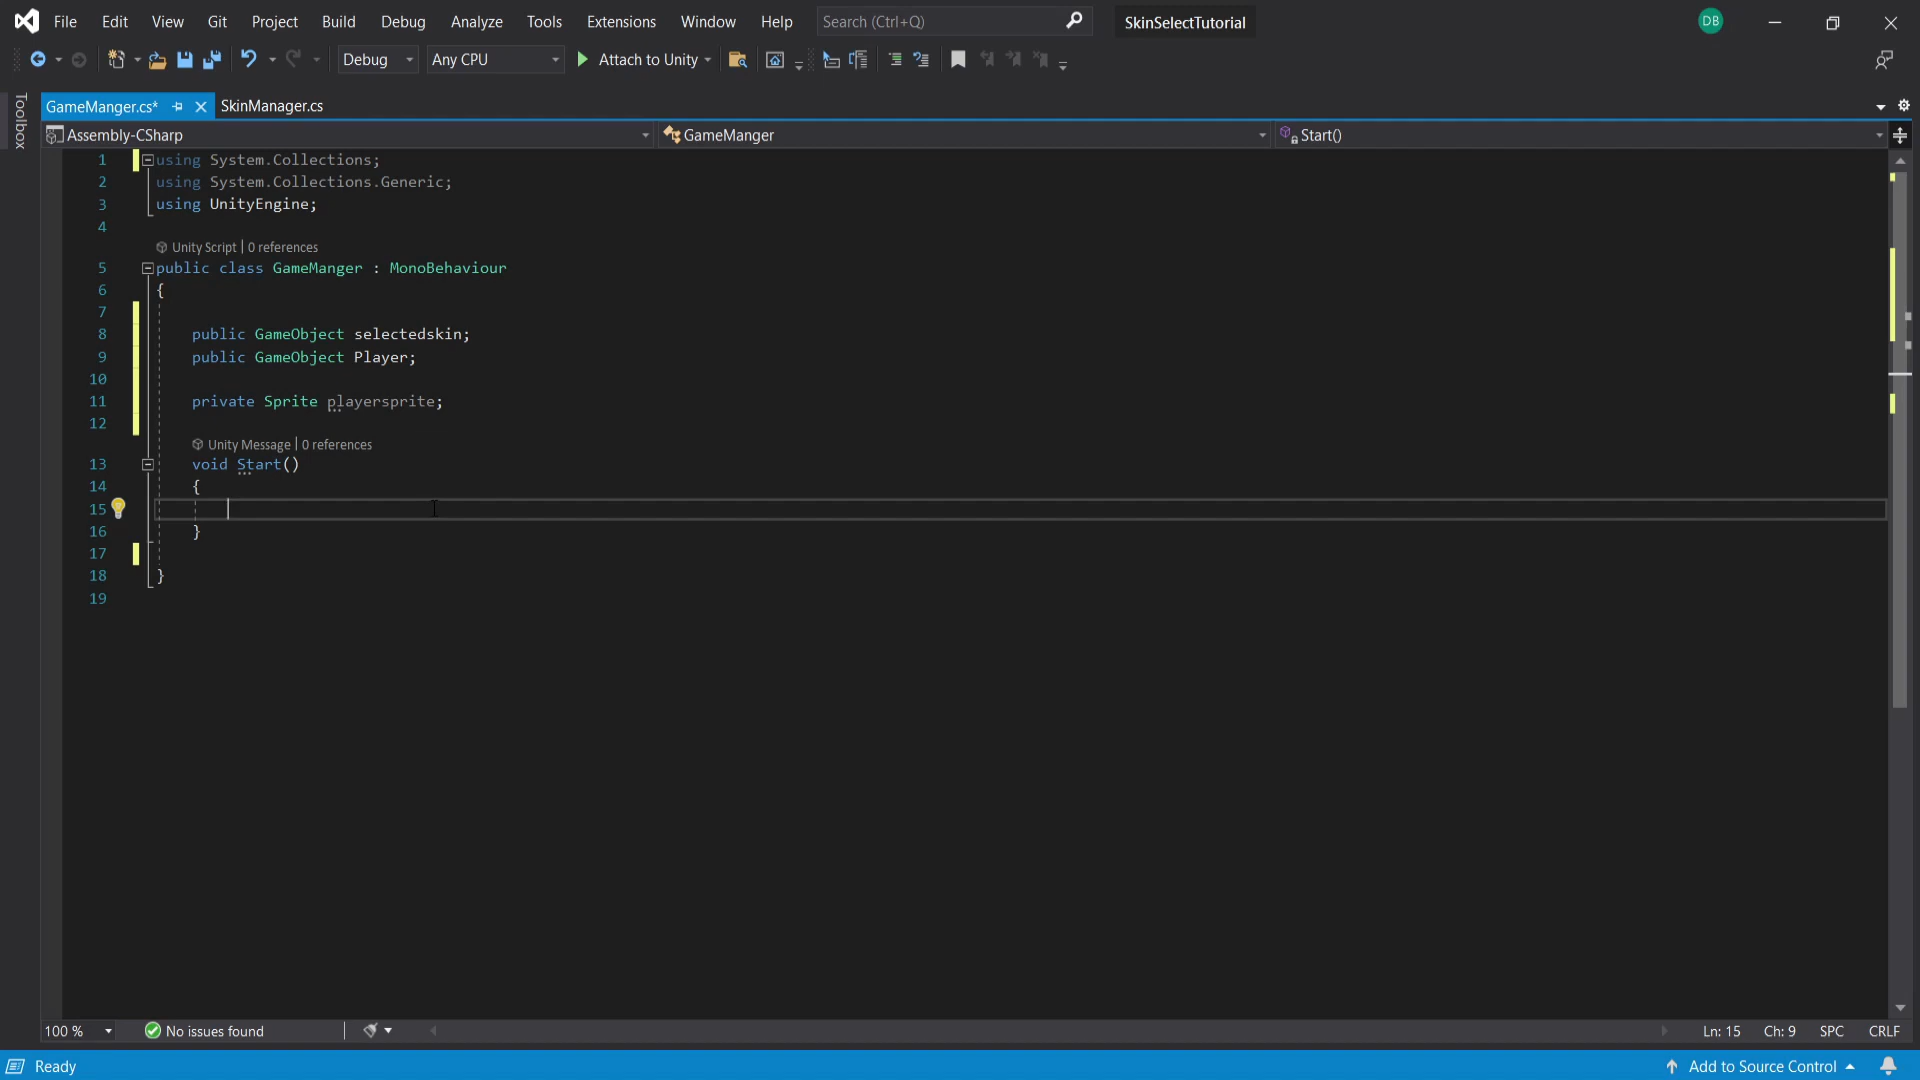 File Edit View Git Project Build Debug Test Analyze Tools Extensions Window Help Search (Ctrl+Q) SkinSelectTutorial DB
Debug Any CPU Attach to Unity
Toolbox
GameManger.cs* SkinManager.cs
Assembly-CSharp GameManger Start()
1 using System.Collections;
2 using System.Collections.Generic;
3 using UnityEngine;
4
Unity Script | 0 references
5 public class GameManger : MonoBehaviour
6 {
7
8 public GameObject selectedskin;
9 public GameObject Player;
10
11 private Sprite playersprite;
12
Unity Message | 0 references
13 void Start()
14 {
15
16 }
17
18 }
19
100 % No issues found Ln: 15 Ch: 9 SPC CRLF
Ready Add to Source Control